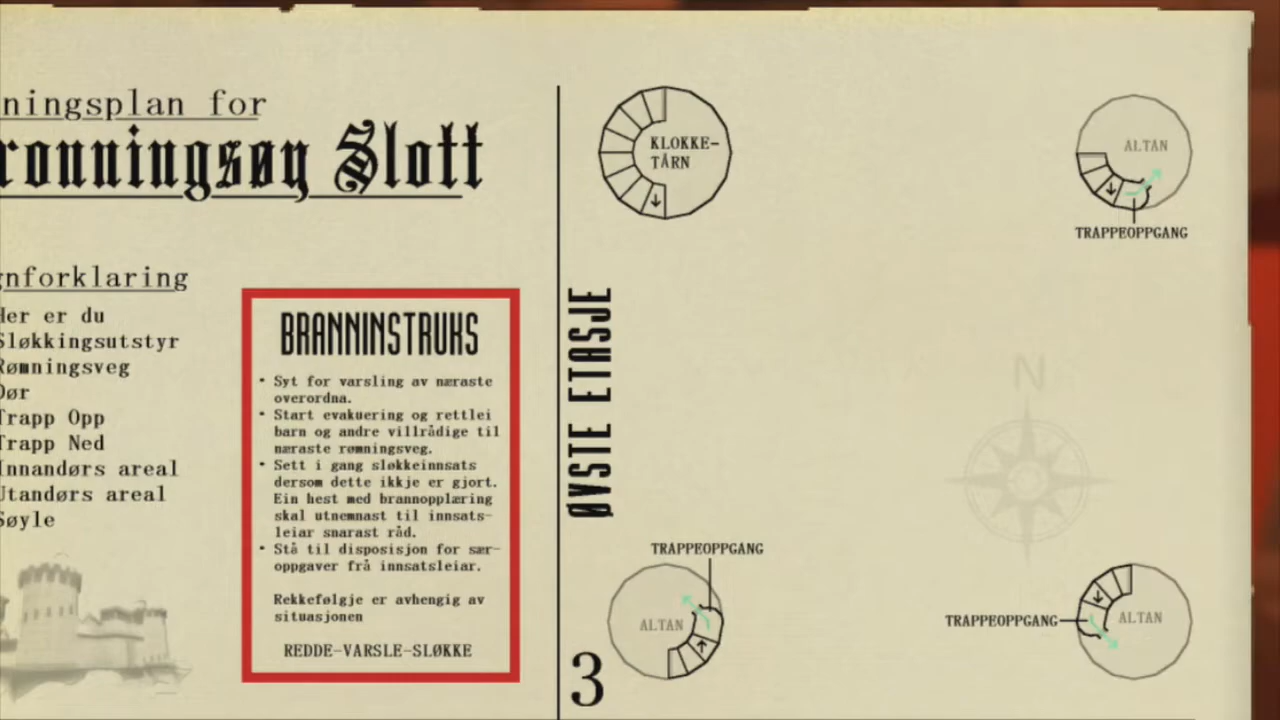 ningsplan for
ronningsøy Slott
gnforklaring
Her er du
Sløkkingsutstyr
Rømningsveg
Dør
Trapp Opp
Trapp Ned
Innandørs areal
Utandørs areal
Søyle
BRANNINSTRUKS
• Syt for varsling av næraste
overordna.
• Start evakuering og rettlei
barn og andre villrådige til
næraste rømningsveg.
• Sett i gang sløkkeinnsats
dersom dette ikkje er gjort.
Ein hest med brannopplæring
skal utnemnast til innsats-
leiar snarast råd.
• Stå til disposisjon for sær-
oppgaver frå innsatsleiar.
Rekkefølgje er avhengig av
situasjonen
REDDE-VARSLE-SLØKKE
ØVSTE ETASJE
3
KLOKKE-
TÅRN
ALTAN
TRAPPEOPPGANG
N
TRAPPEOPPGANG
ALTAN
TRAPPEOPPGANG
ALTAN